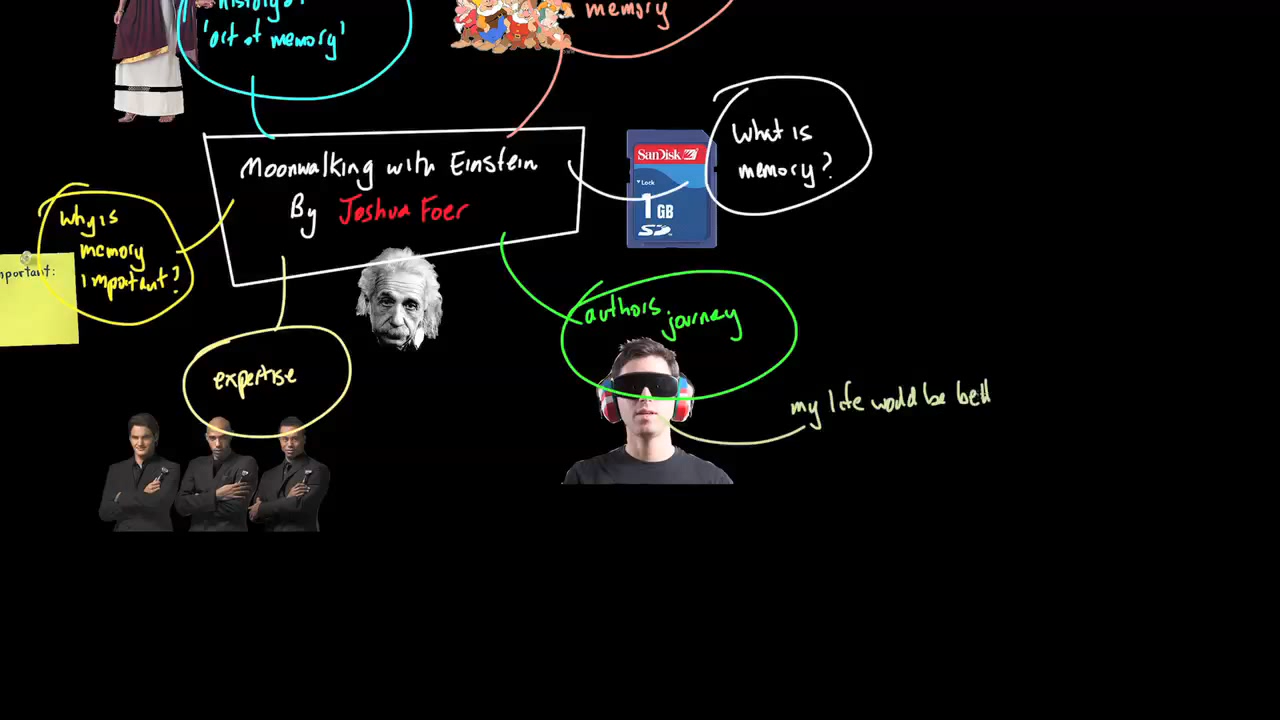 history of
'art of memory'
memory
What is
memory?
SanDisk
Lock
1 GB
SD
Moonwalking with Einstein
By Joshua Foer
Why is
memory
important?
mportant:
authors journey
expertise
my life would be bett